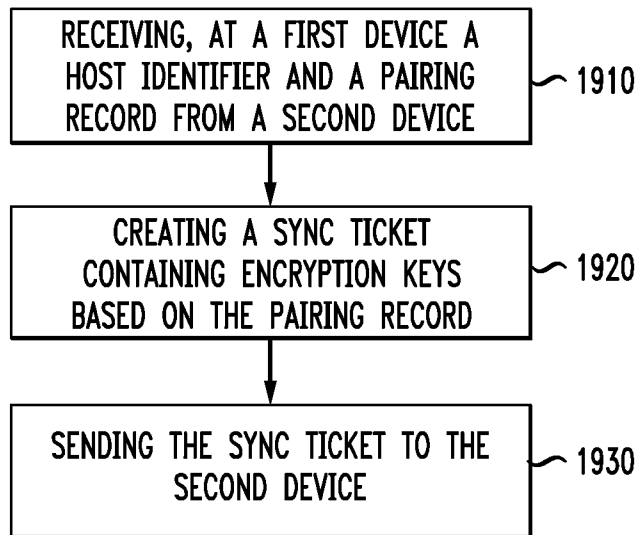 RECEIVING, AT A FIRST DEVICE A
HOST IDENTIFIER AND A PAIRING
RECORD FROM A SECOND DEVICE
1910
CREATING A SYNC TICKET
CONTAINING ENCRYPTION KEYS
BASED ON THE PAIRING RECORD
1920
SENDING THE SYNC TICKET TO THE
SECOND DEVICE
1930